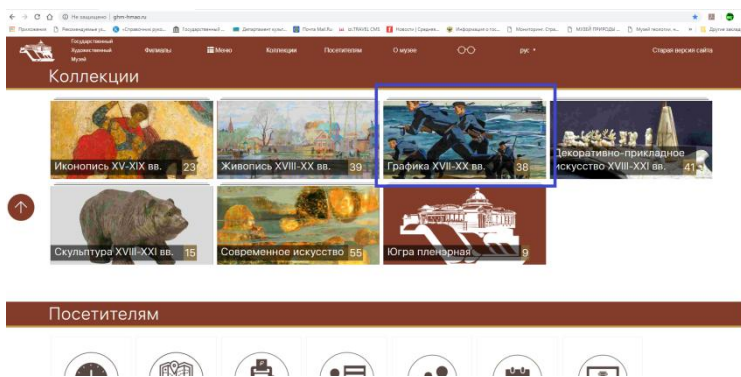 Не защищено | ghm-hmao.ru
Приложения
Государственный
Художественный
Музей
Филиалы
Меню
Коллекции
Посетителям
О музее
рус
Старая версия сайта
Коллекции
Иконопись XV-XIX вв. 239
Живопись XVIII-XX вв. 39
Графика XVII-XX вв. 38
Декоративно-прикладное
искусство XVIII-XXI вв. 41
Скульптура XVIII-XXI вв. 15
Современное искусство 55
Югра пленэрная 9
Посетителям